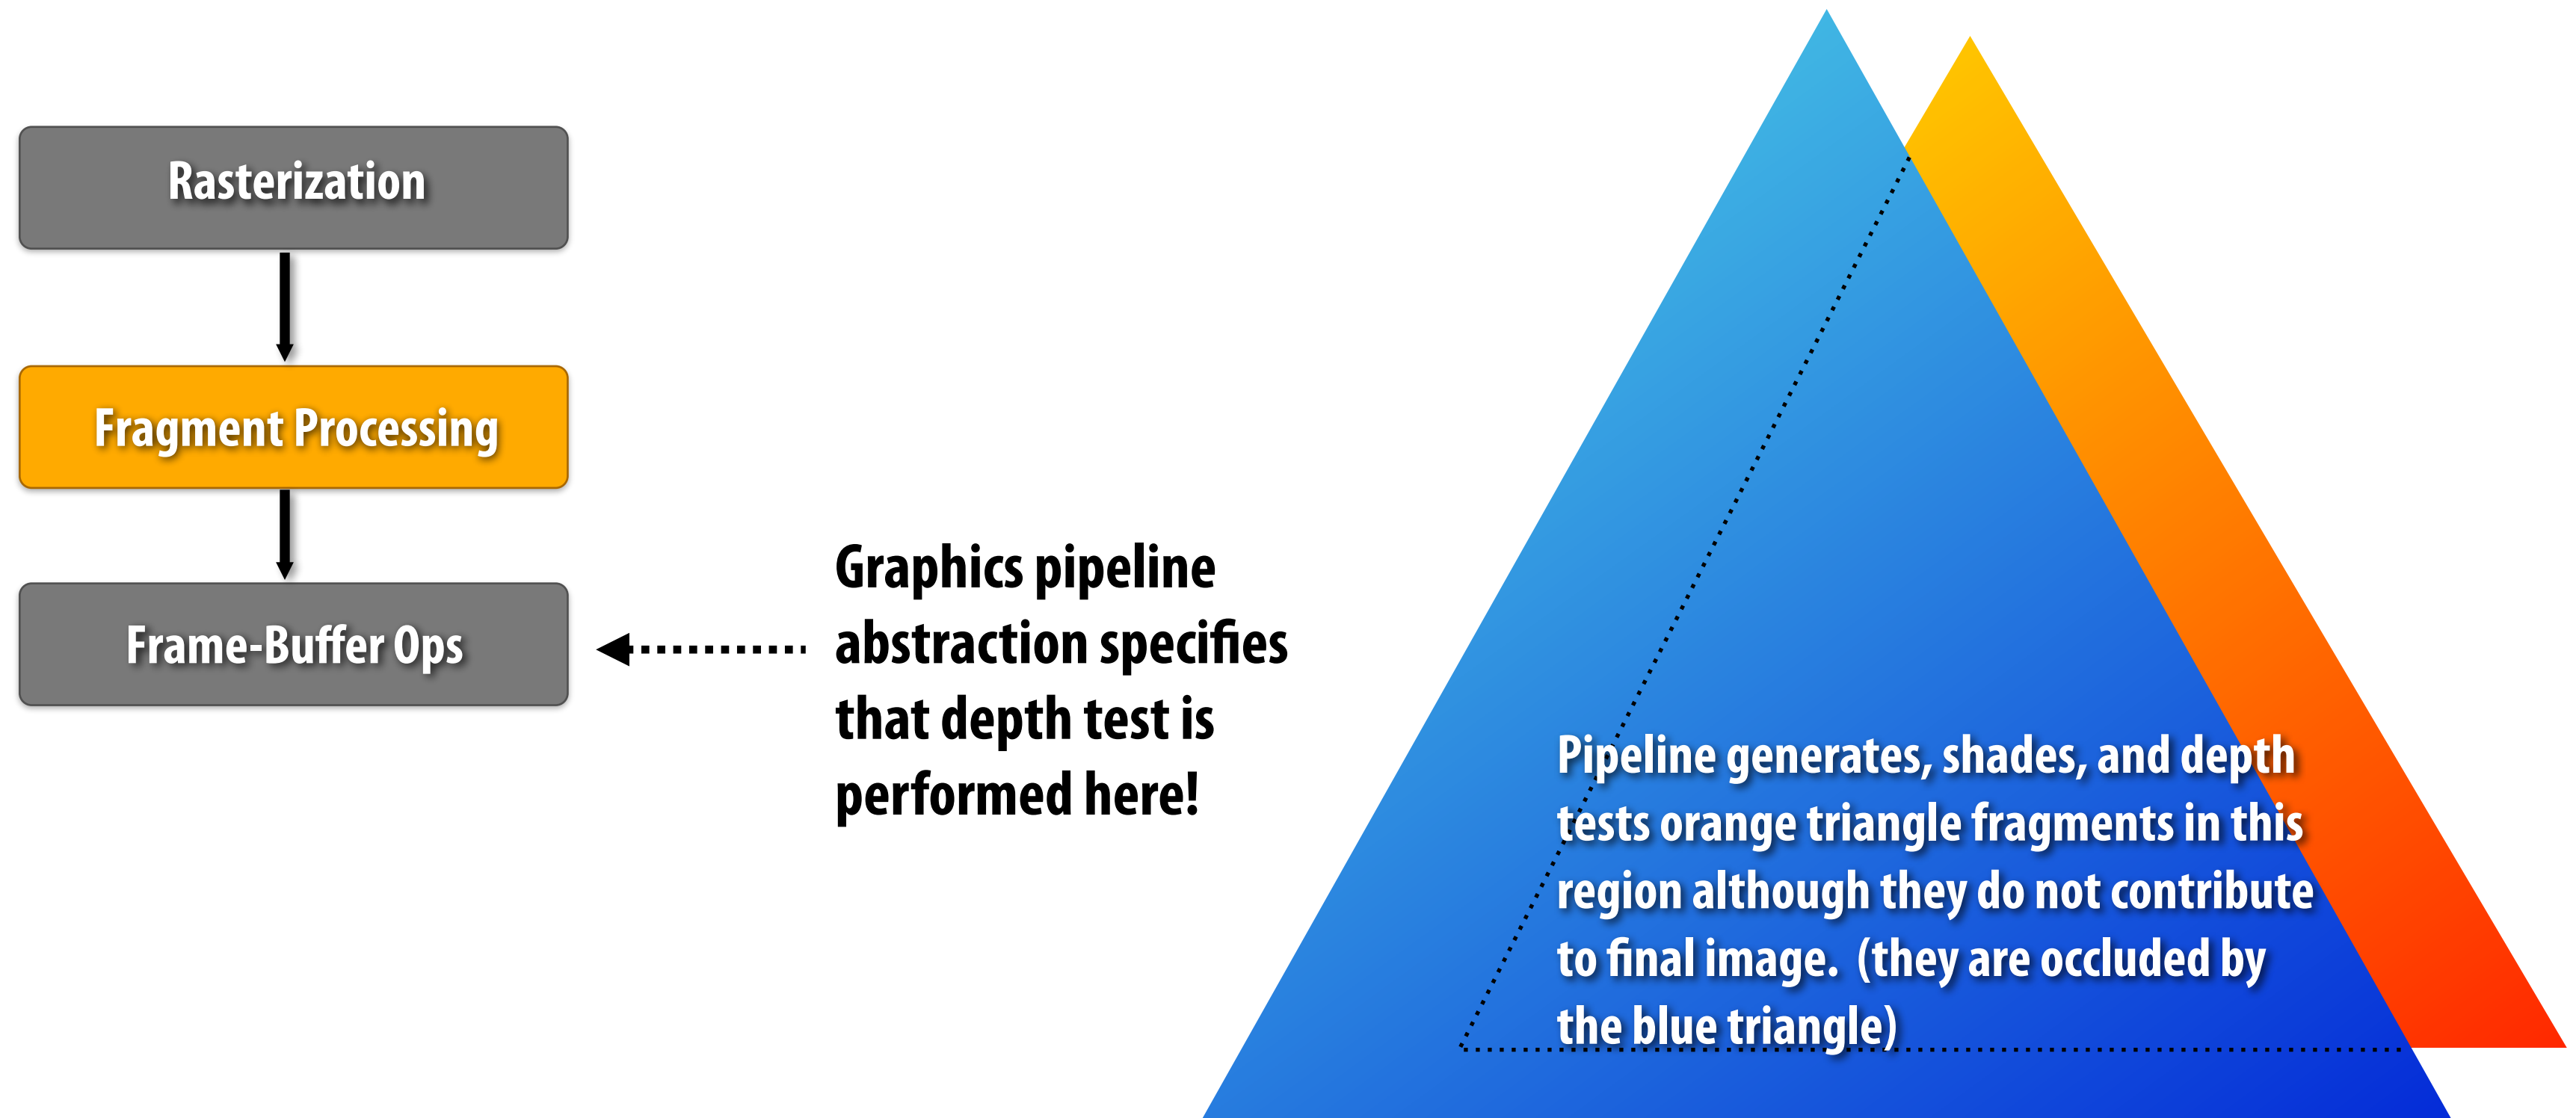 Rasterization
Fragment Processing
Frame-Buffer Ops
Graphics pipeline
abstraction specifies
that depth test is
performed here!
Pipeline generates, shades, and depth
tests orange triangle fragments in this
region although they do not contribute
to final image.  (they are occluded by
the blue triangle)